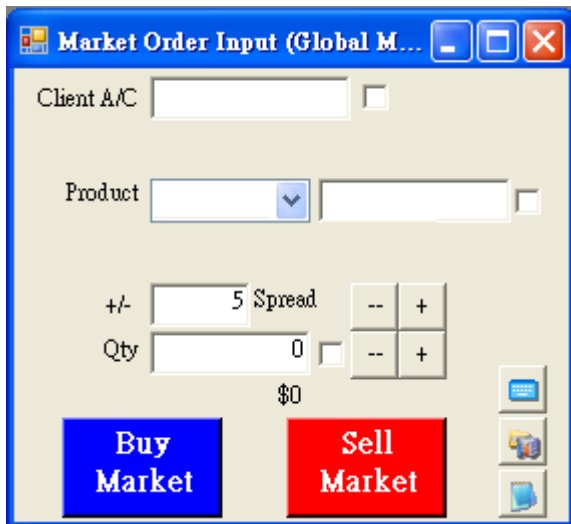 Market Order Input (Global M...
Client A/C
Product
+/- 5 Spread -- +
Qty 0 -- +
$0
Buy Market
Sell Market